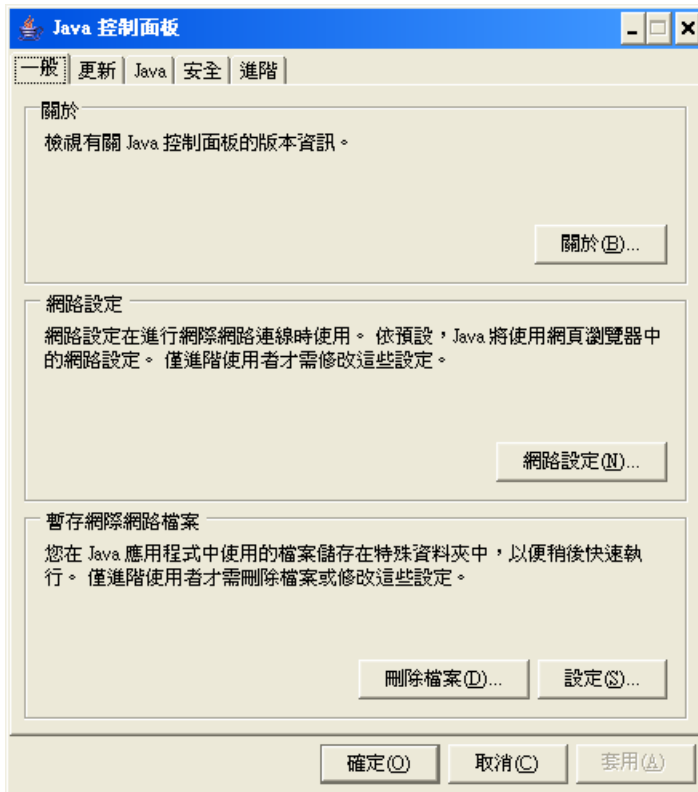 Java 控制面板
一般 更新 Java 安全 進階
關於
檢視有關 Java 控制面板的版本資訊。
關於(B)...
網路設定
網路設定在進行網際網路連線時使用。 依預設，Java 將使用網頁瀏覽器中
的網路設定。 僅進階使用者才需修改這些設定。
網路設定(N)...
暫存網際網路檔案
您在 Java 應用程式中使用的檔案儲存在特殊資料夾中，以便稍後快速執
行。 僅進階使用者才需刪除檔案或修改這些設定。
刪除檔案(D)... 設定(S)...
確定(O) 取消(C) 套用(A)